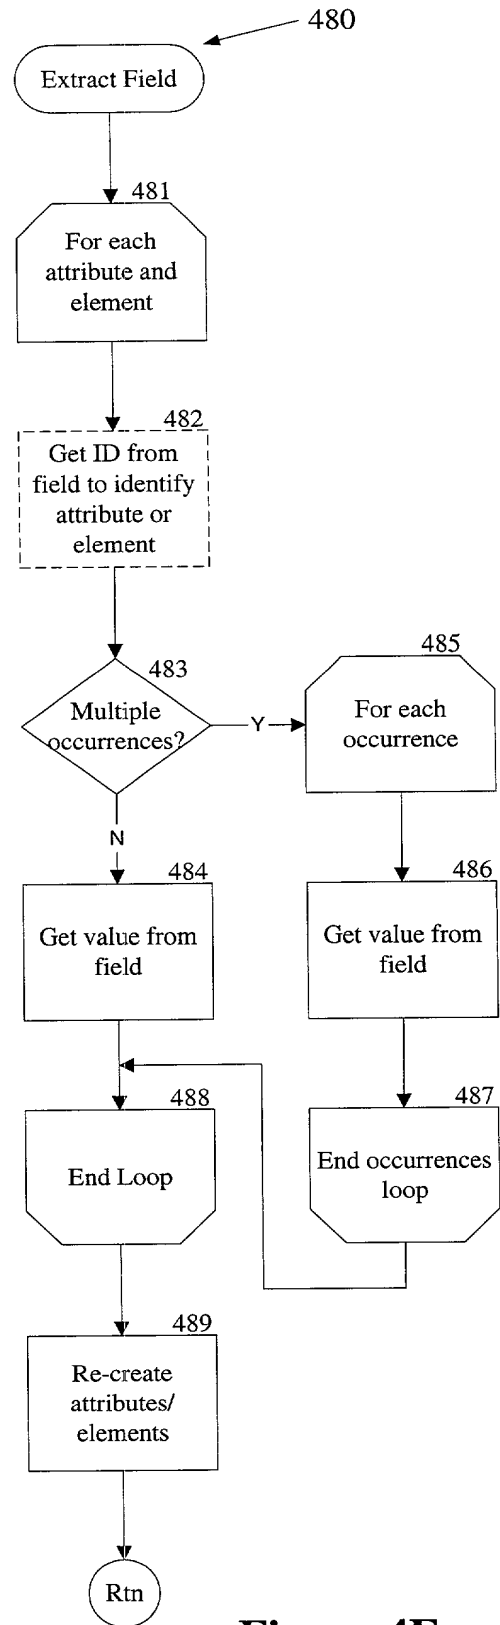 480
Extract Field
481
For each
attribute and
element
482
Get ID from
field to identify
attribute or
element
483
Multiple
occurrences?
Y
485
For each
occurrence
N
484
Get value from
field
486
Get value from
field
488
End Loop
487
End occurrences
loop
489
Re-create
attributes/
elements
Rtn